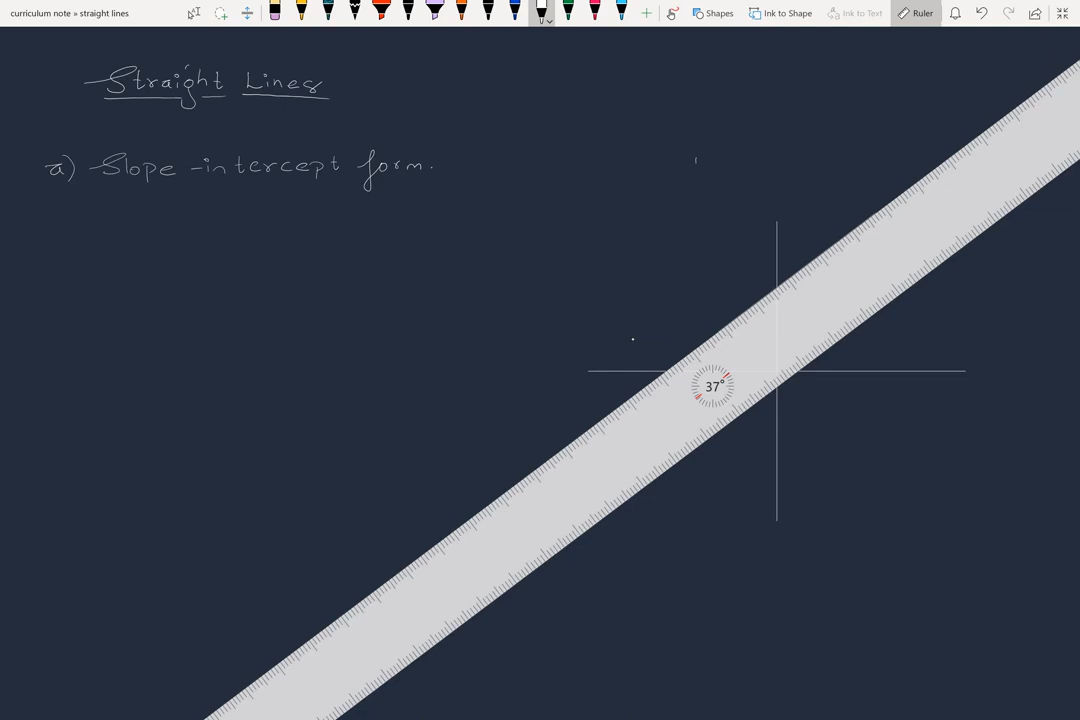 curriculum note » straight lines
Shapes Ink to Shape Ink to Text Ruler
Straight Lines
a) Slope-intercept form.
37°